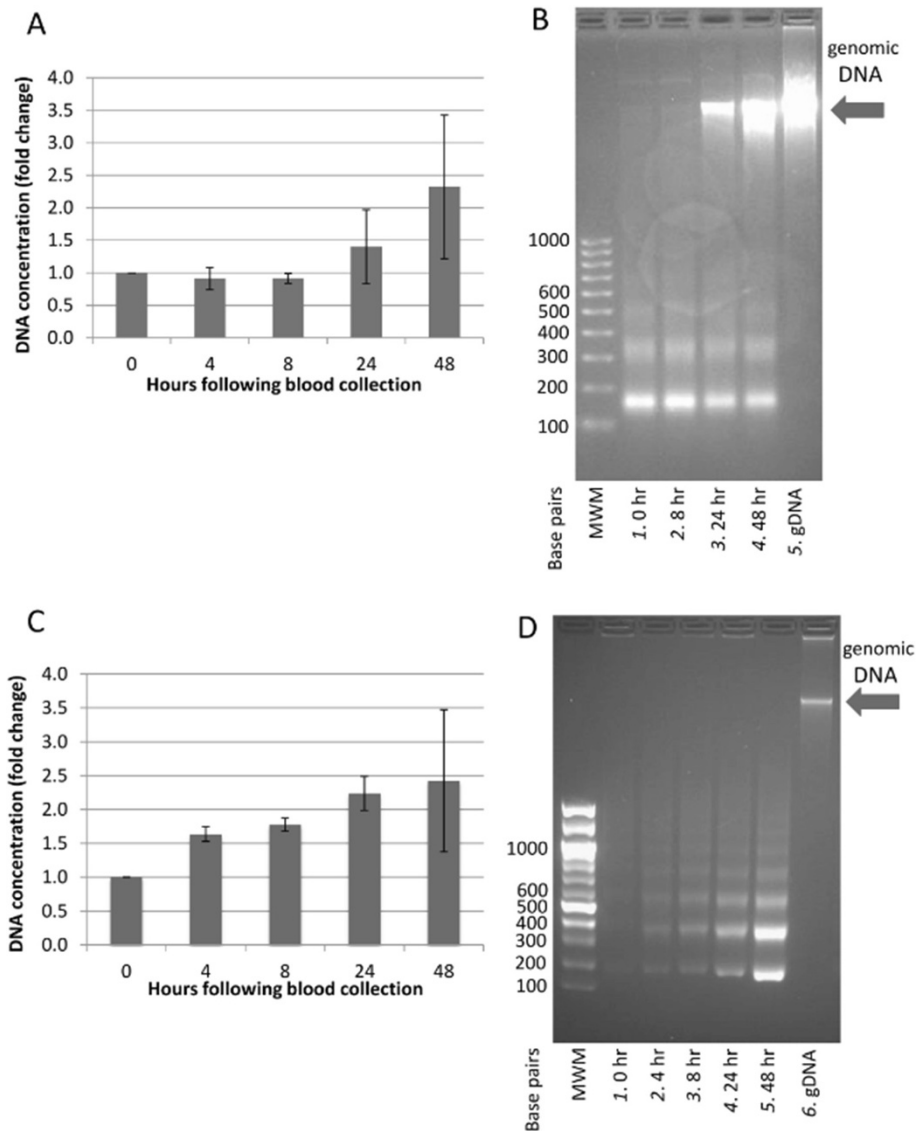 A
DNA concentration (fold change)
4.0
3.5
3.0
2.5
2.0
1.5
1.0
0.5
0.0
0 4 8 24 48
Hours following blood collection
B
genomic
DNA
1000
600
500
400
300
200
100
Base pairs
MWM
1. 0 hr
2. 8 hr
3. 24 hr
4. 48 hr
5. gDNA
C
DNA concentration (fold change)
4.0
3.5
3.0
2.5
2.0
1.5
1.0
0.5
0.0
0 4 8 24 48
Hours following blood collection
D
genomic
DNA
1000
600
500
400
300
200
100
Base pairs
MWM
1. 0 hr
2. 4 hr
3. 8 hr
4. 24 hr
5. 48 hr
6. gDNA